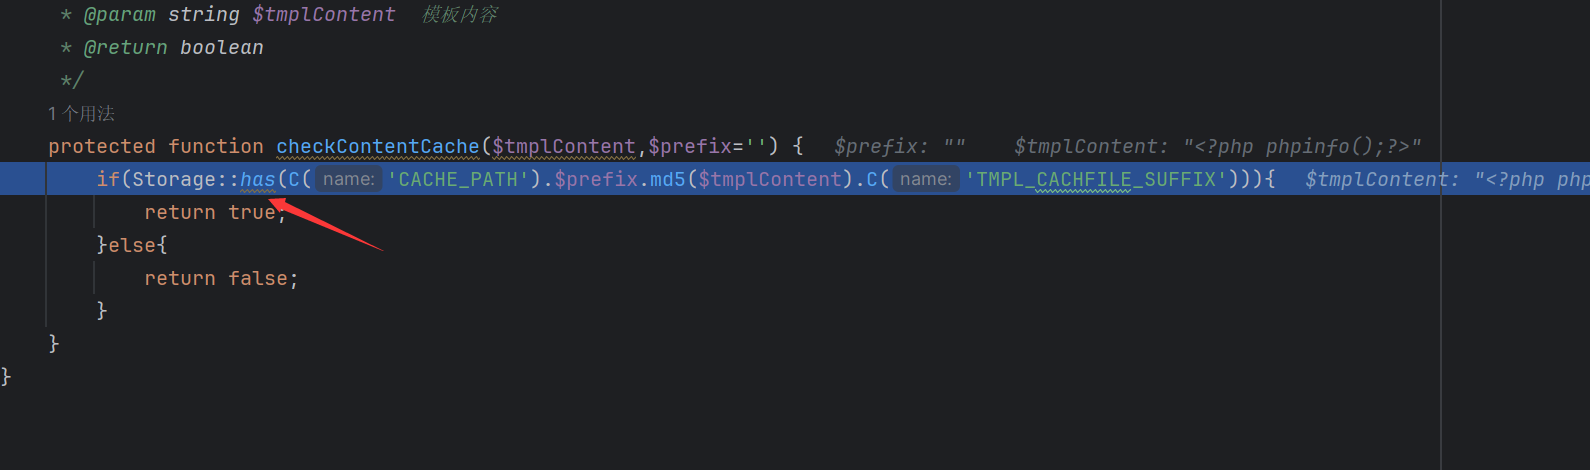 * @param string $tmplContent  模板内容
* @return boolean
*/
1 个用法
protected function checkContentCache($tmplContent,$prefix='') {  $prefix: ""    $tmplContent: "<?php phpinfo();?>"
if(Storage::has(C( name: 'CACHE_PATH').$prefix.md5($tmplContent).C( name: 'TMPL_CACHFILE_SUFFIX'))){  $tmplContent: "<?php php
return true;
}else{
return false;
}
}
}